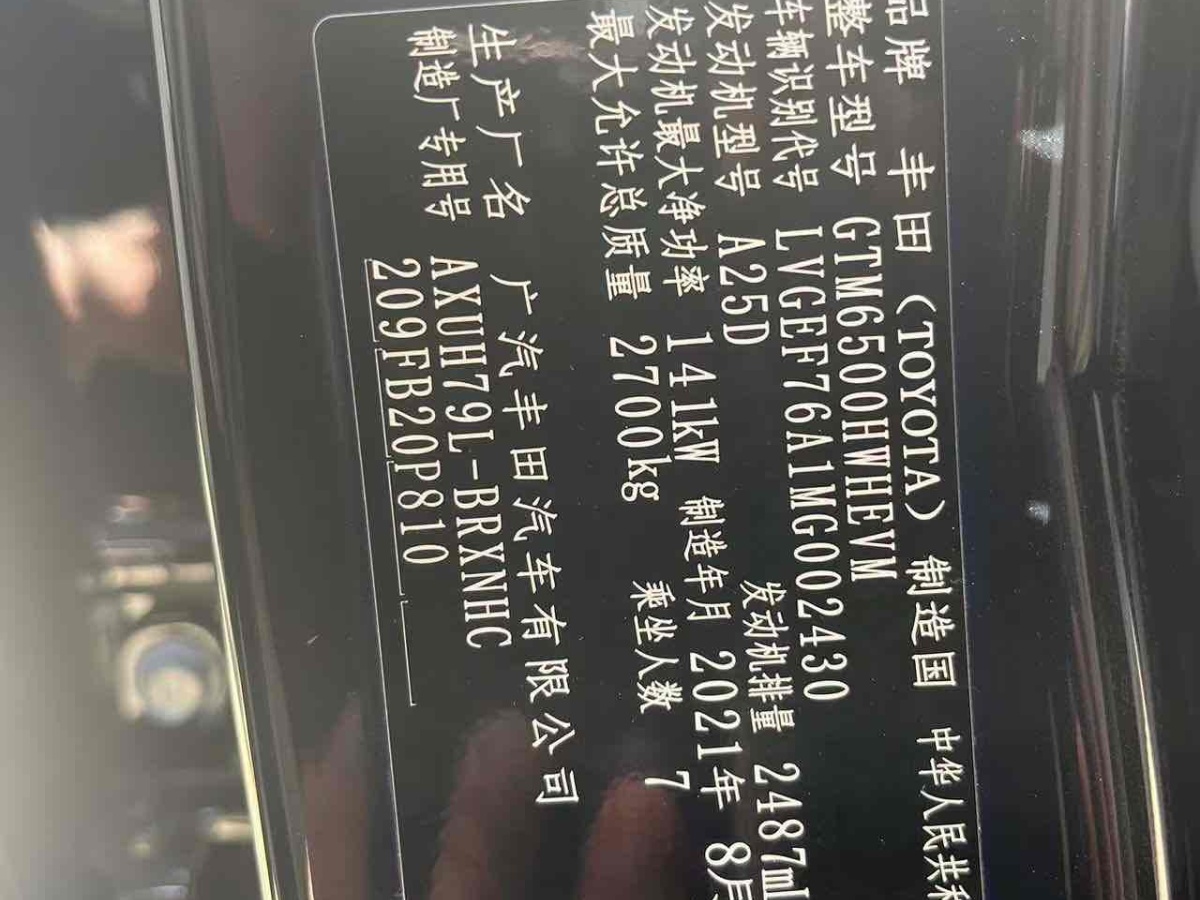 品牌 丰田（TOYOTA） 制造国 中华人民共和
整车型号 GTM6500HWHEVM
车辆识别代号 LVGEF76A1MG002430
发动机型号 A25D 发动机排量 2487ml
发动机最大净功率 141kW 制造年月 2021年 8月
最大允许总质量 2700kg 乘坐人数 7
生产厂名 广汽丰田汽车有限公司
制造厂专用号 AXUH79L-BRXNHC
209FB20P810